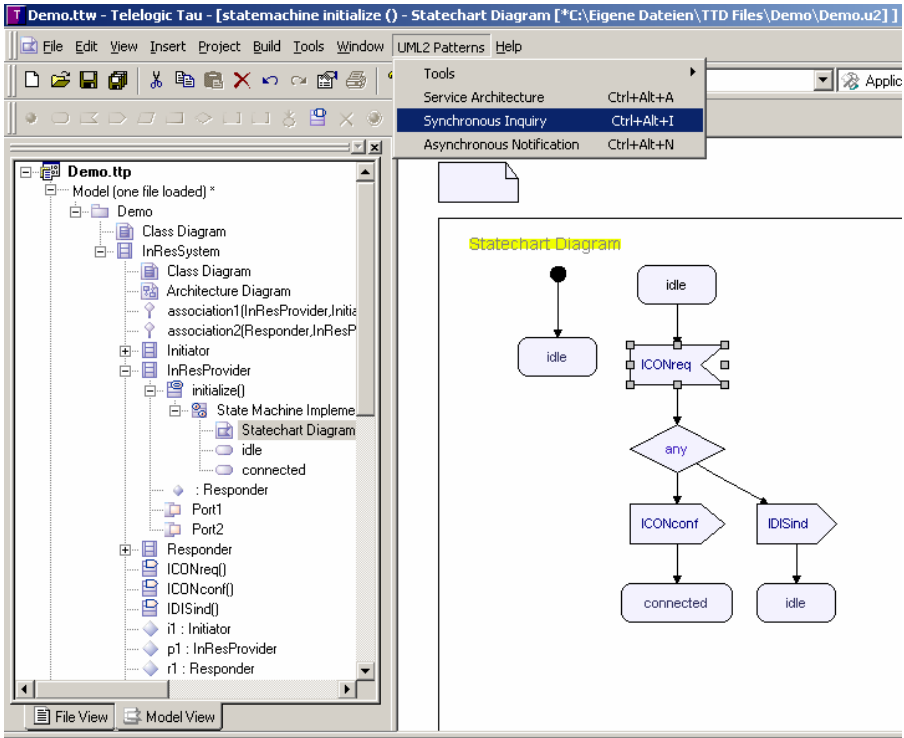 Demo.ttw - Telelogic Tau - [statemachine initialize () - Statechart Diagram [*C:\Eigene Dateien\TTD Files\Demo\Demo.u2] ]
File Edit View Insert Project Build Tools Window UML2 Patterns Help
Tools
Service Architecture Ctrl+Alt+A
Synchronous Inquiry Ctrl+Alt+I
Asynchronous Notification Ctrl+Alt+N
Applic
Demo.ttp
Model (one file loaded) *
Demo
Class Diagram
InResSystem
Class Diagram
Architecture Diagram
association1(InResProvider,Initia
association2(Responder,InResP
Initiator
InResProvider
initialize()
State Machine Impleme
Statechart Diagram
idle
connected
: Responder
Port1
Port2
Responder
ICONreq()
ICONconf()
IDISind()
i1 : Initiator
p1 : InResProvider
r1 : Responder
File View Model View
Statechart Diagram
idle
idle
ICONreq
any
ICONconf IDISind
connected idle